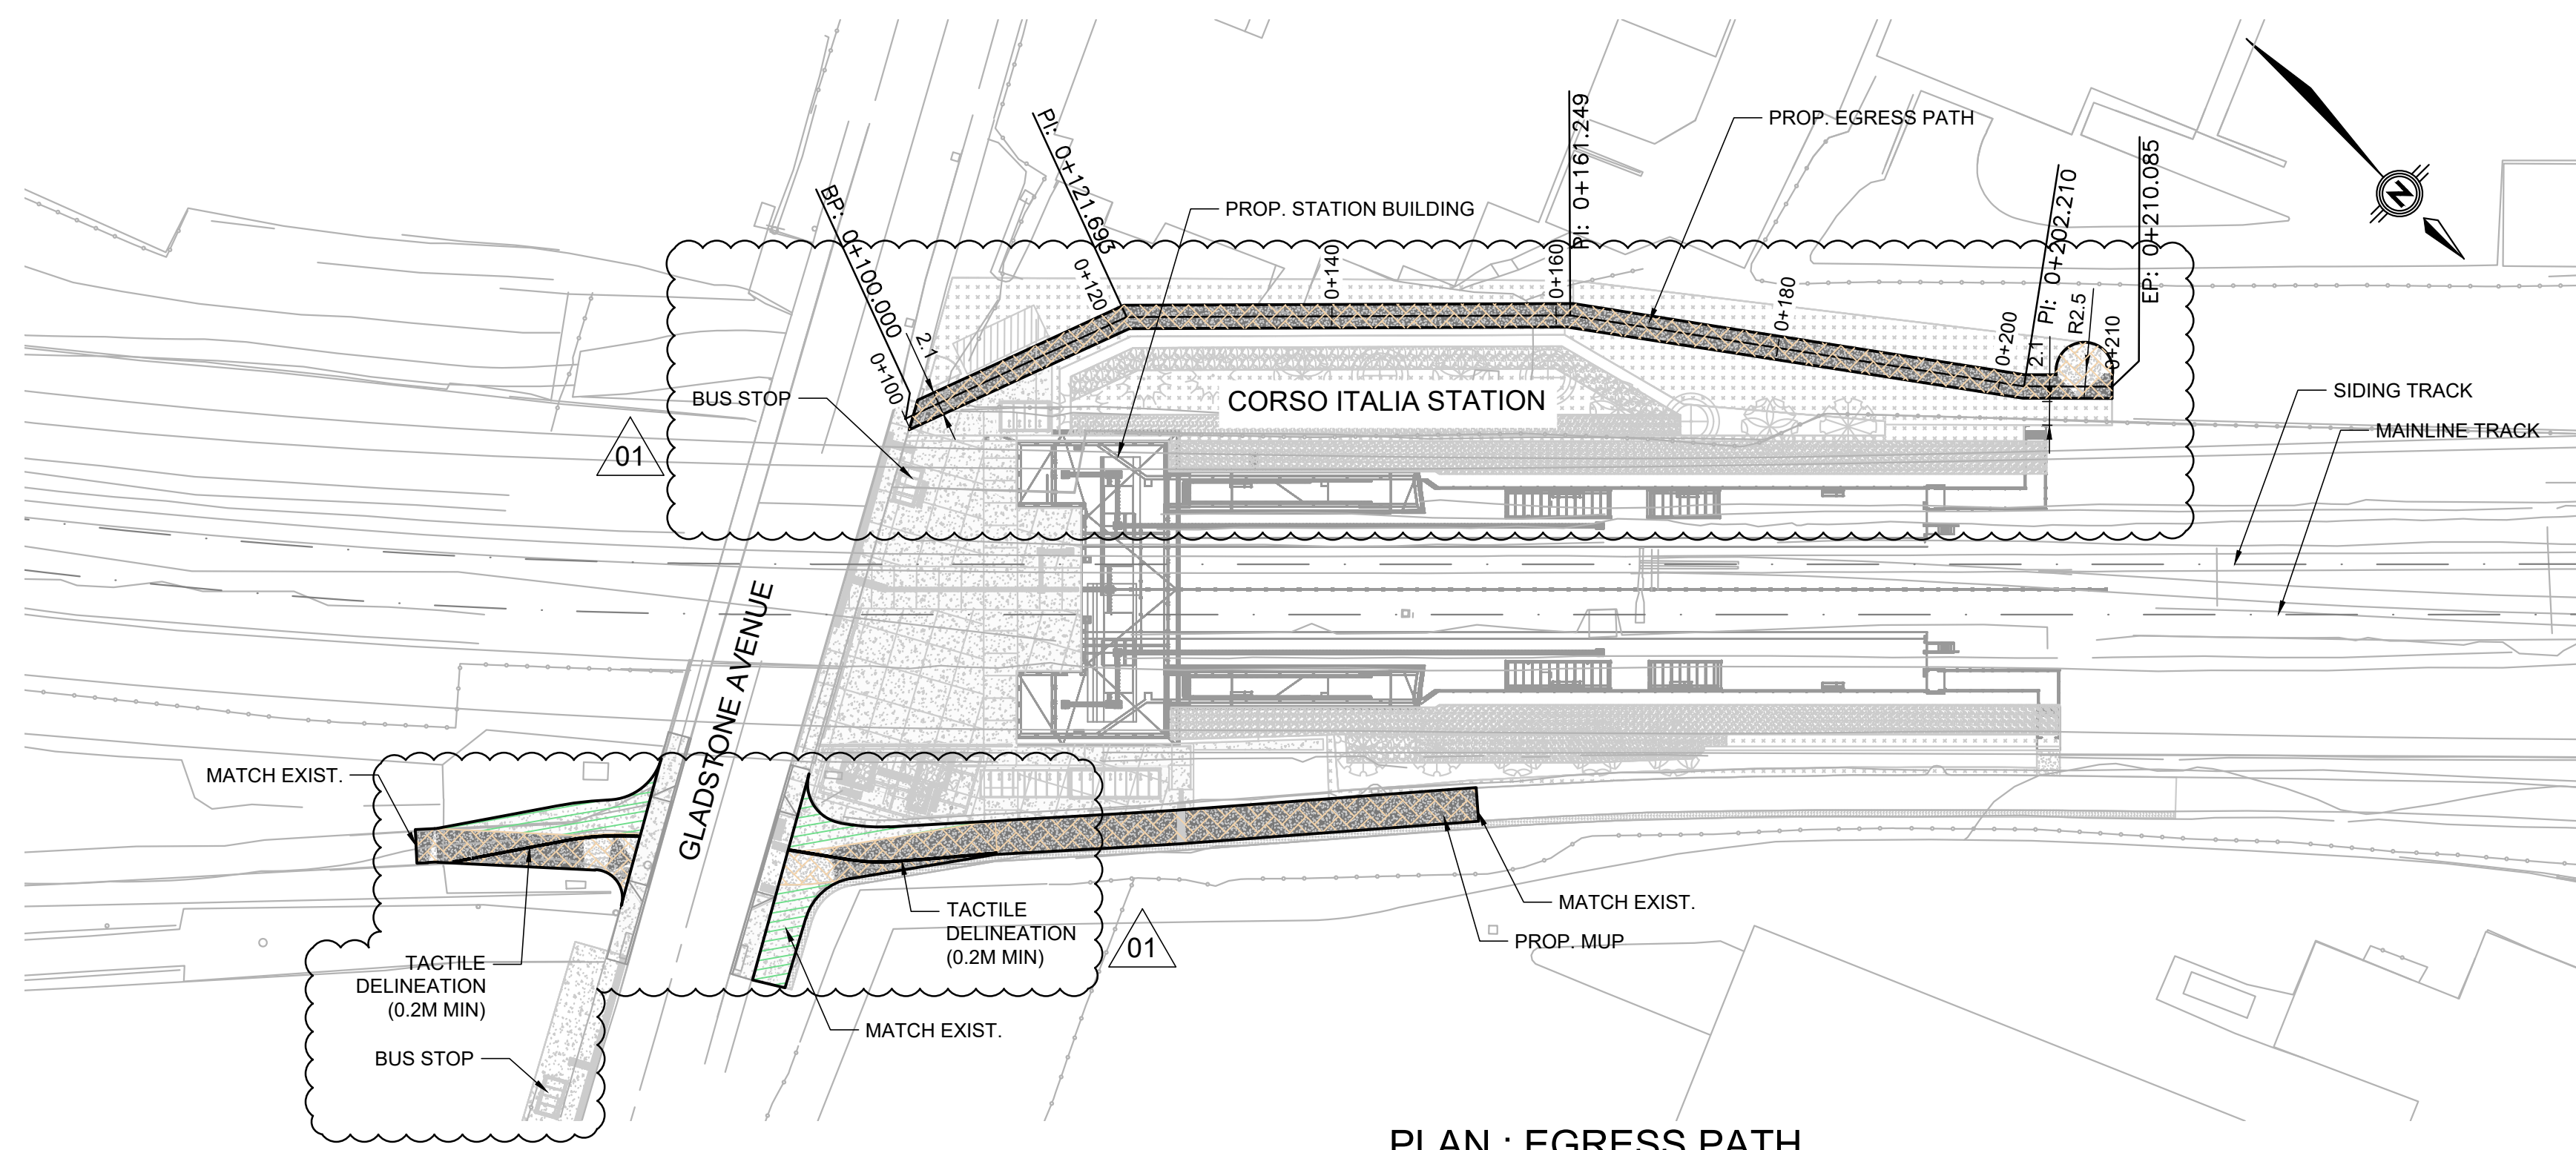 PROP. EGRESS PATH
PI: 0+161.249
PI: 0+121.693
EP: 0+210.085
PI: 0+202.210
BP: 0+100.000
PROP. STATION BUILDING
N
0+120
0+140
0+160
0+180
0+200
2.1
R2.5
0+210
2.1
0+100
BUS STOP
CORSO ITALIA STATION
SIDING TRACK
MAINLINE TRACK
01
GLADSTONE AVENUE
MATCH EXIST.
MATCH EXIST.
PROP. MUP
TACTILE
DELINEATION
(0.2M MIN)
01
TACTILE
DELINEATION
(0.2M MIN)
MATCH EXIST.
BUS STOP
PLAN : EGRESS PATH